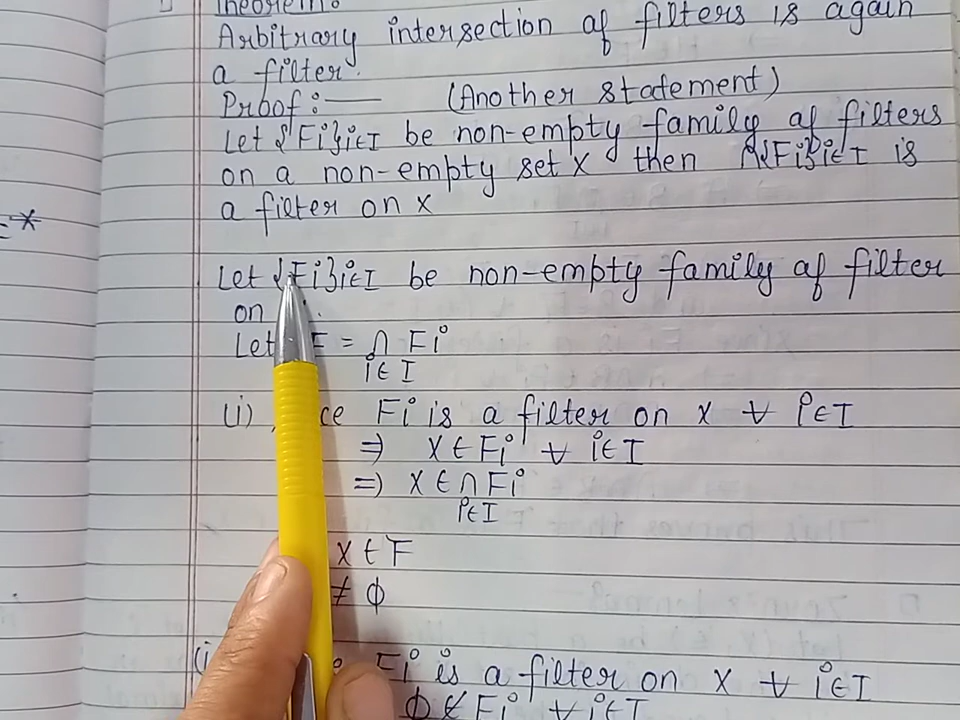 Theorem:
Arbitrary intersection of filters is again
a filter.
Proof :— (Another statement)
Let {Fi}i∈I be non-empty family of filters
on a non-empty set X then ∩{Fi}i∈I is
a filter on X
Let {Fi}i∈I be non-empty family of filter
on
Let F = ∩ Fi
i∈I
(i) Fi is a filter on X ∀ i∈I
⇒ X ∈ Fi ∀ i∈I
⇒ X ∈ ∩ Fi
i∈I
X ∈ F
≠ ϕ
Fi is a filter on X ∀ i∈I
ϕ ∉ Fi ∀ i∈I